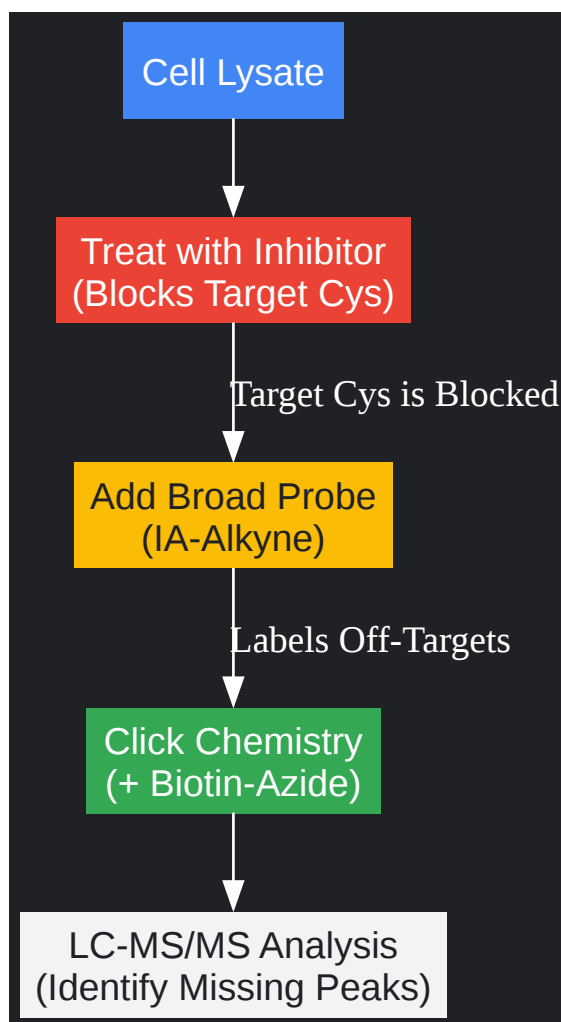 Cell Lysate
Treat with Inhibitor
(Blocks Target Cys)
Target Cys is Blocked
Add Broad Probe
(IA-Alkyne)
Labels Off-Targets
Click Chemistry
(+ Biotin-Azide)
LC-MS/MS Analysis
(Identify Missing Peaks)